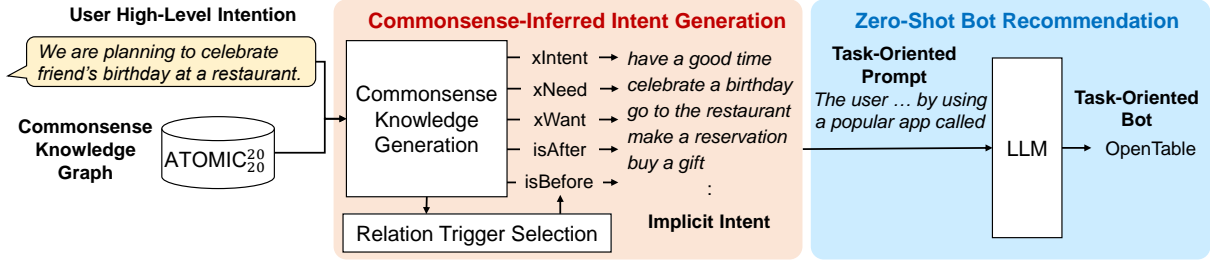 User High-Level Intention
We are planning to celebrate
friend's birthday at a restaurant.
Commonsense
Knowledge
Graph
ATOMIC²⁰₂₀
Commonsense-Inferred Intent Generation
Commonsense
Knowledge
Generation
Relation Trigger Selection
xIntent
xNeed
xWant
isAfter
isBefore
have a good time
celebrate a birthday
go to the restaurant
make a reservation
buy a gift
:
Implicit Intent
Zero-Shot Bot Recommendation
Task-Oriented
Prompt
The user … by using
a popular app called
LLM
Task-Oriented
Bot
OpenTable